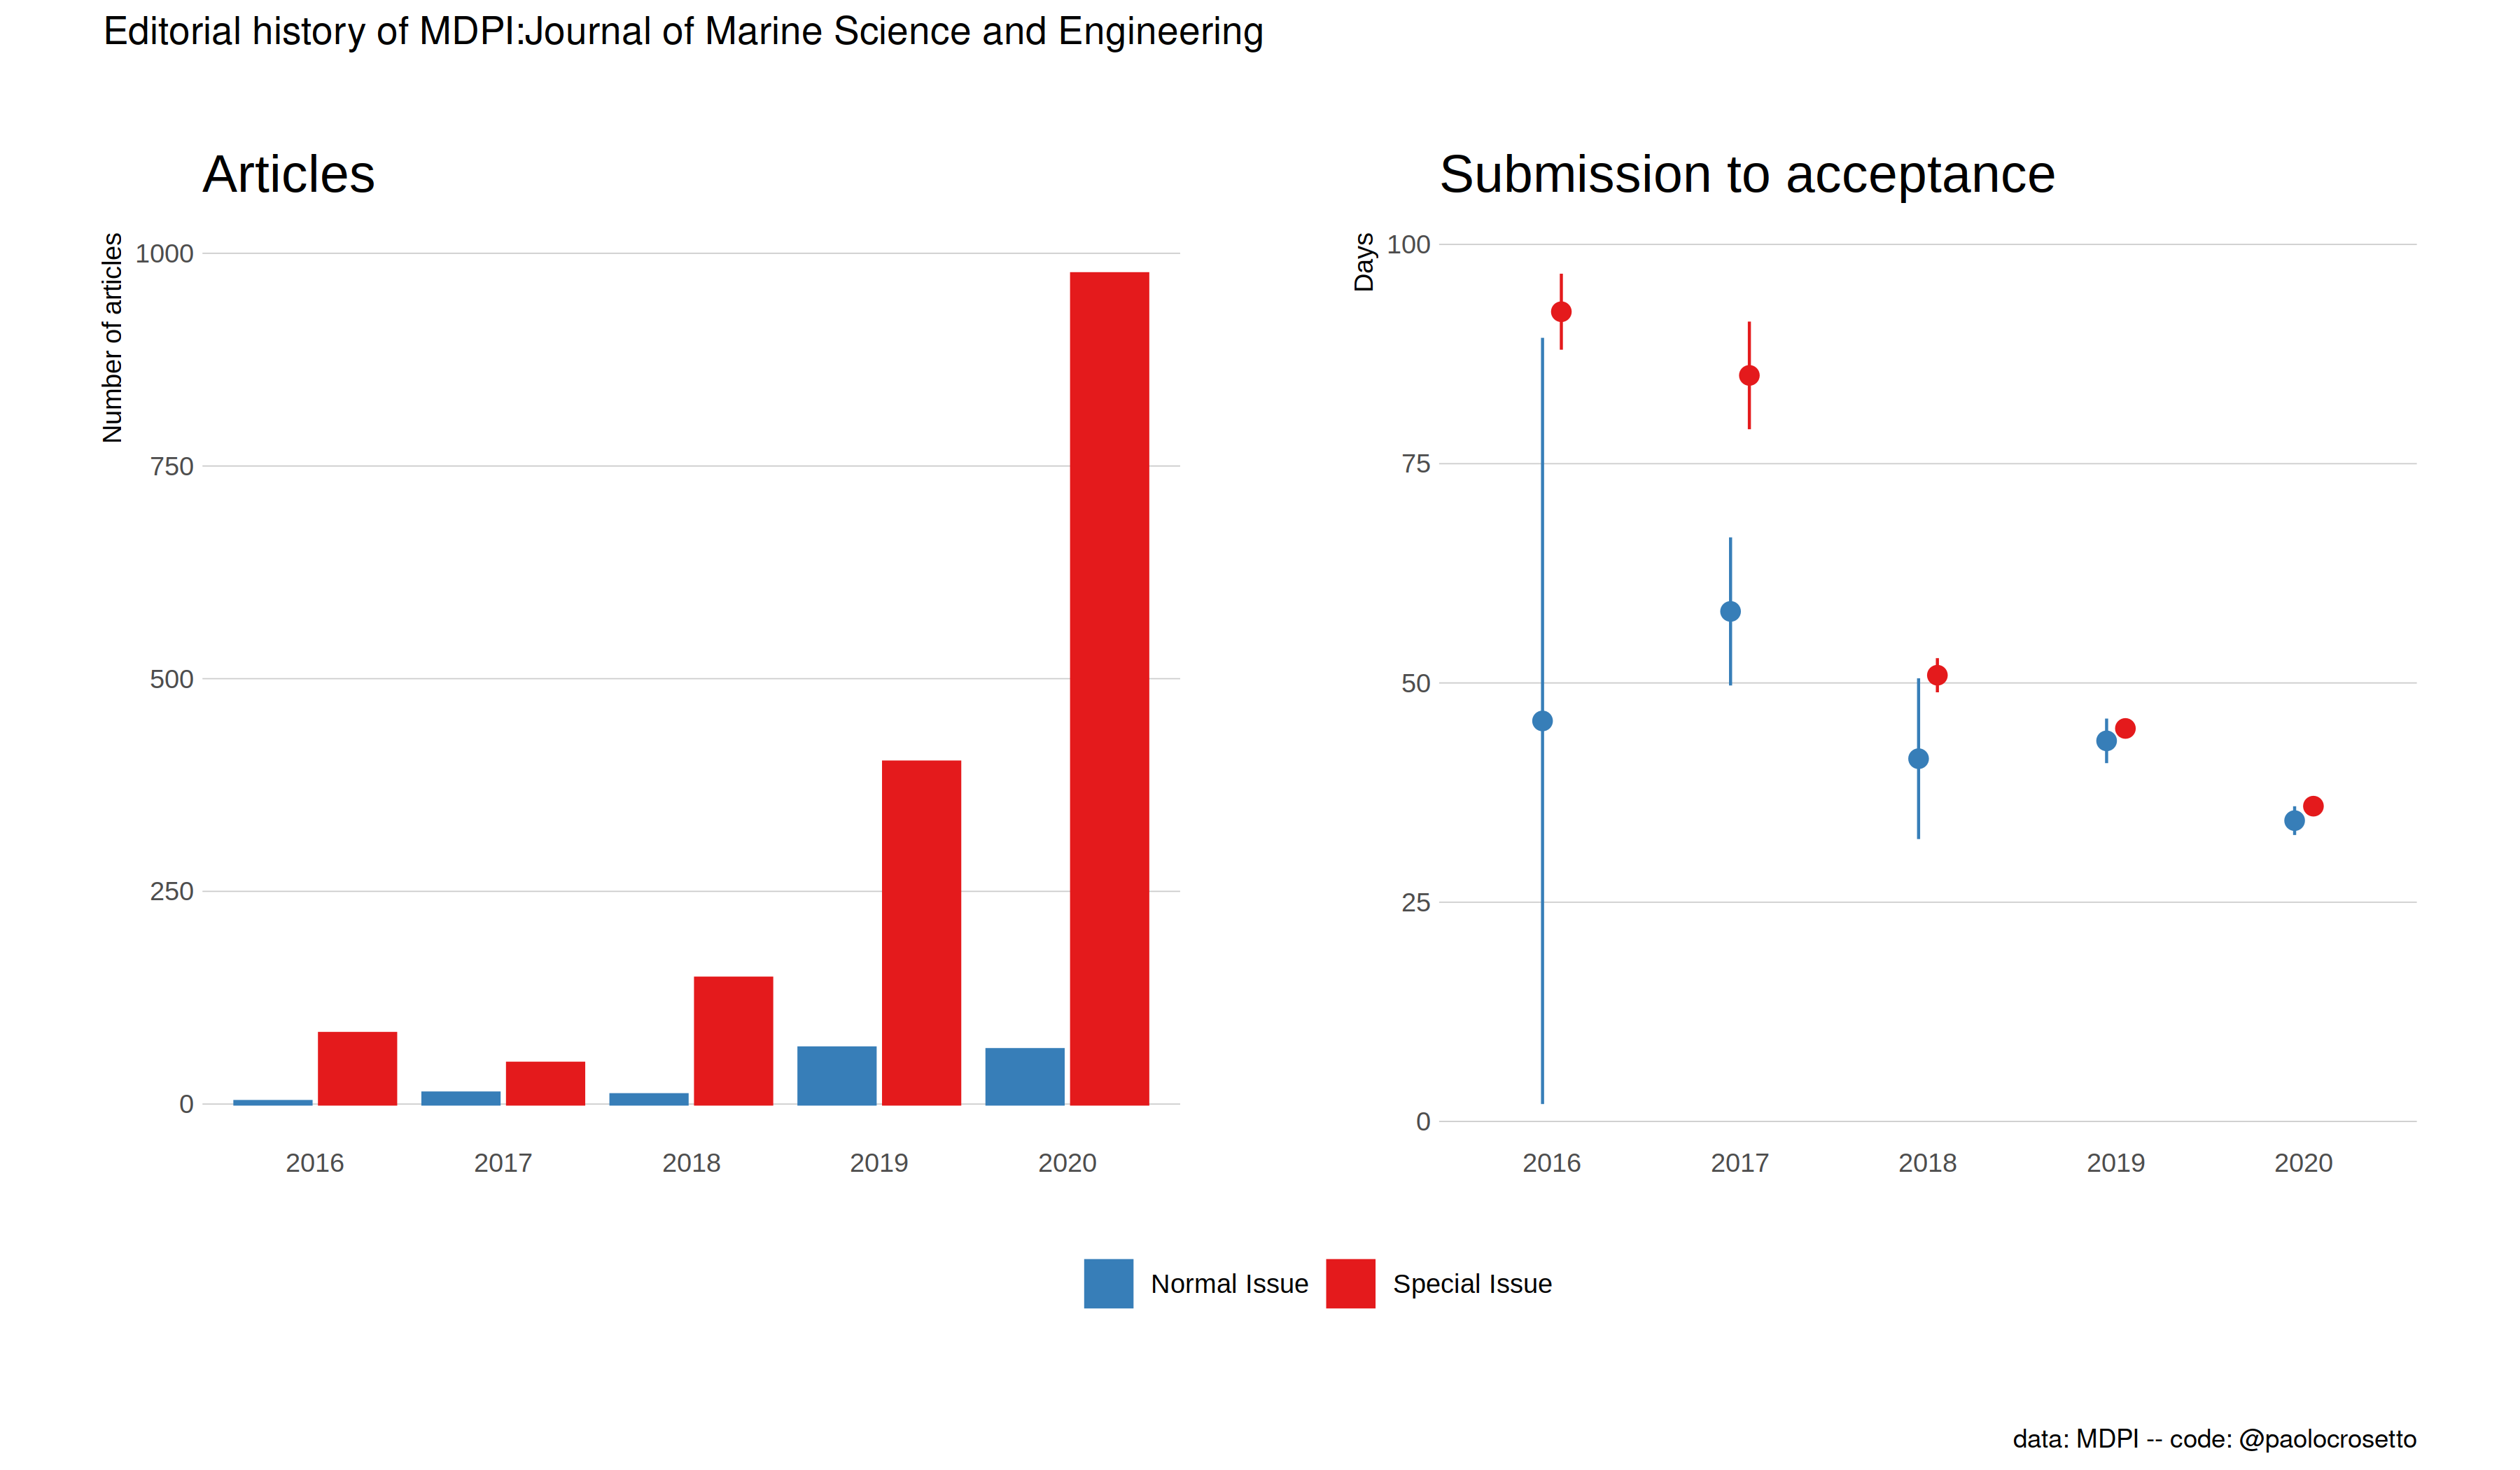 Editorial history of MDPI:Journal of Marine Science and Engineering
Articles
Number of articles
1000
750
500
250
0
2016 2017 2018 2019 2020
Submission to acceptance
Days
100
75
50
25
0
2016 2017 2018 2019 2020
Normal Issue Special Issue
data: MDPI -- code: @paolocrosetto